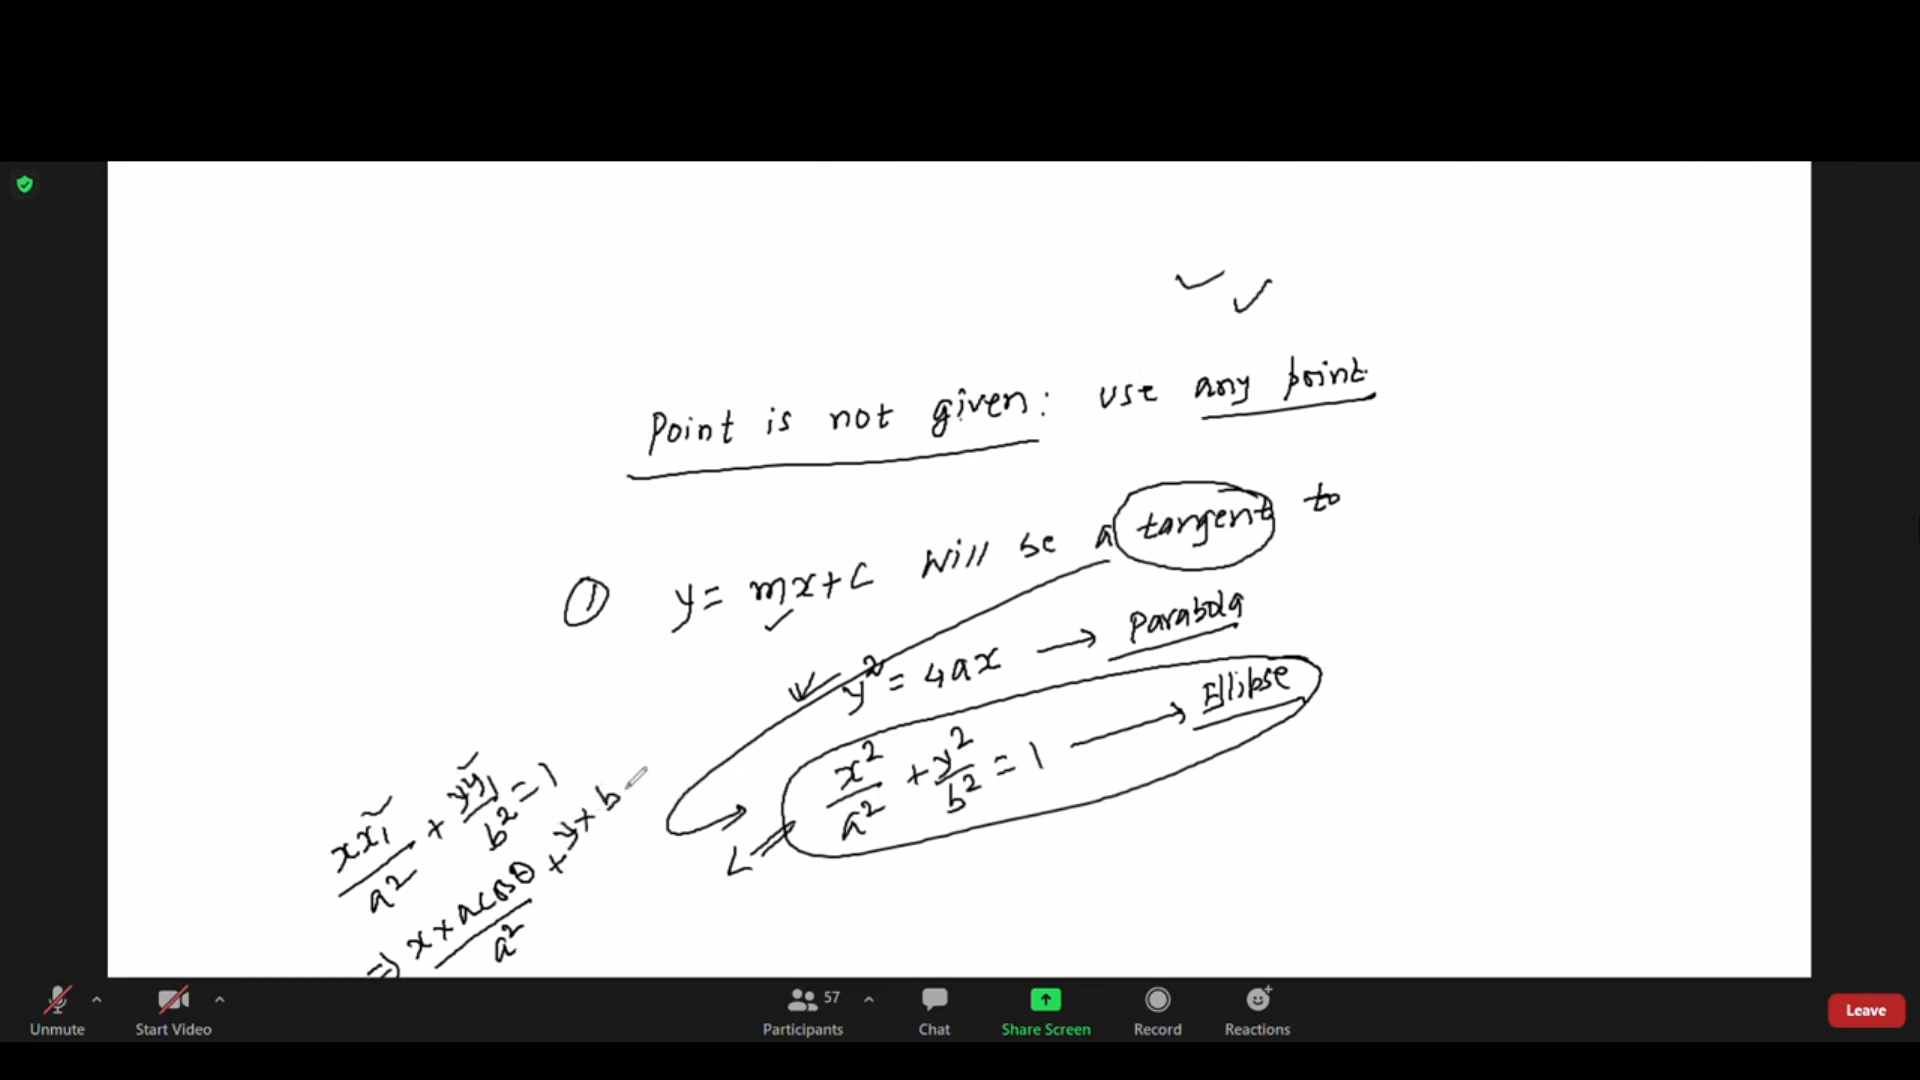 Point is not given: use any point.
① y = mx + c will be a tangent to
y² = 4ax → Parabola
x²/a² + y²/b² = 1 → Ellipse
xx₁/a² + yy₁/b² = 1
⇒ x × a cos θ/a² + y × b
Unmute
Start Video
57
Participants
Chat
Share Screen
Record
Reactions
Leave